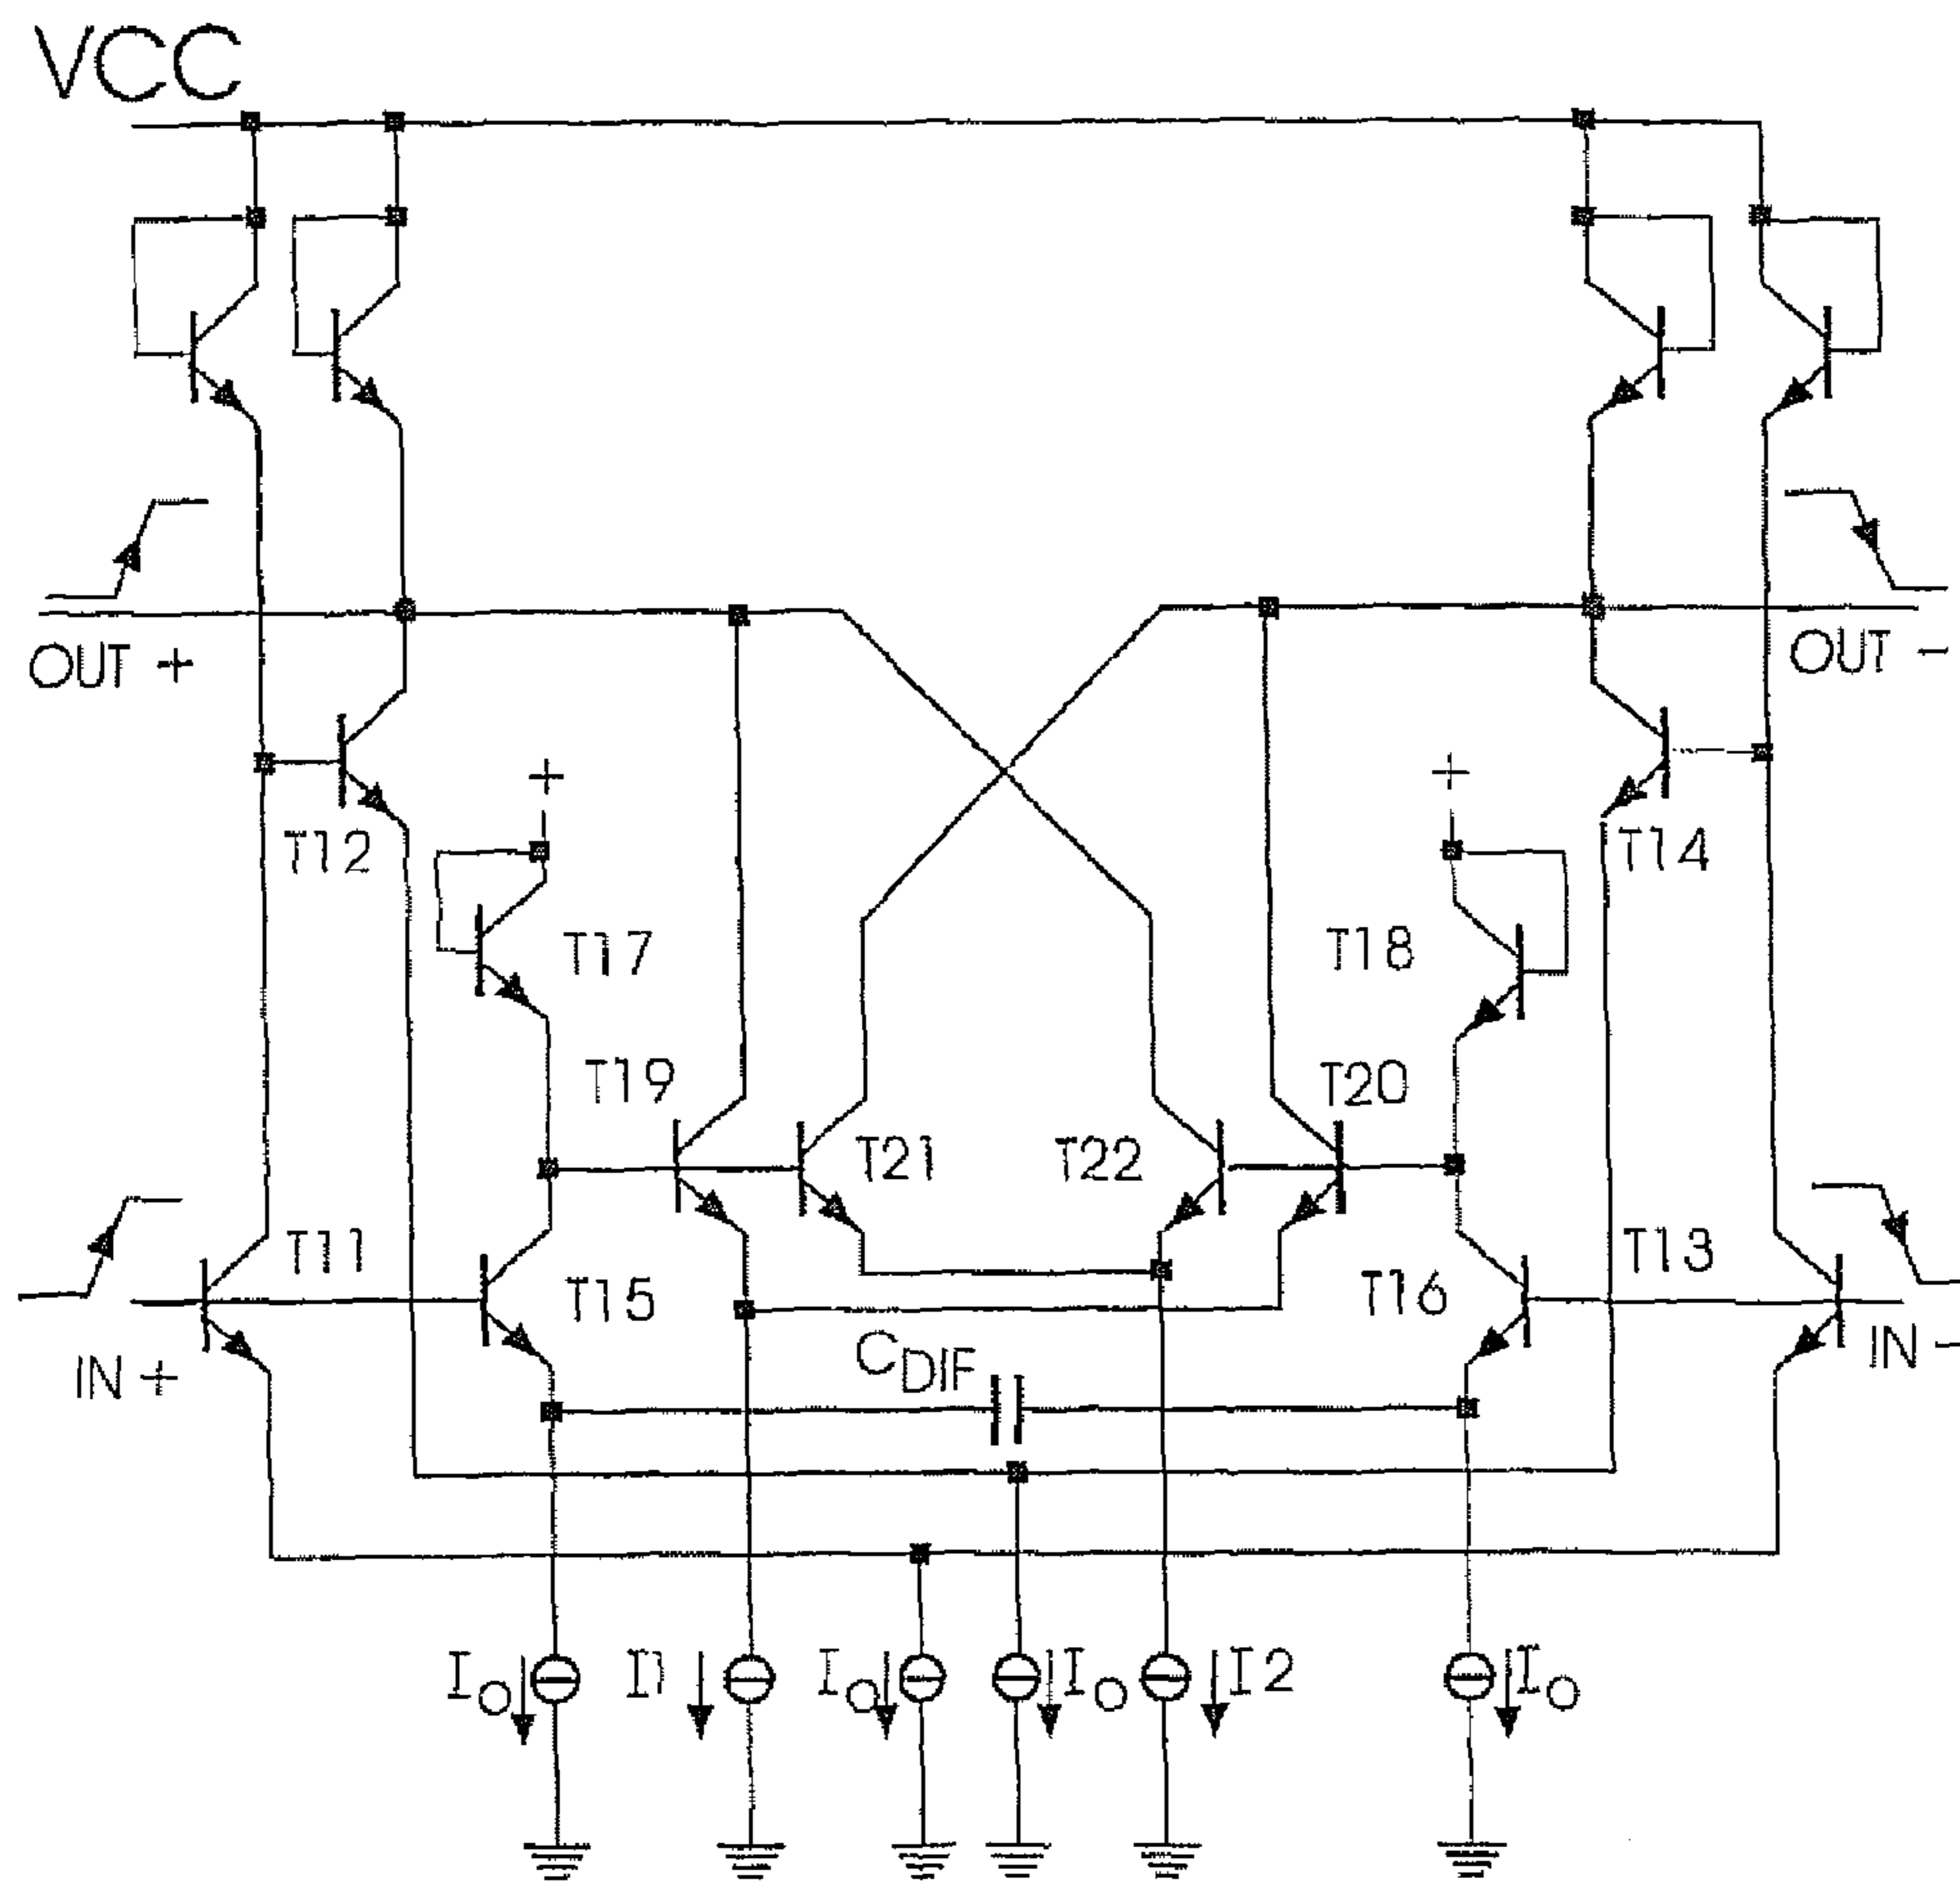 VCC
OUT +
OUT -
+
+
T12
T14
T17
T18
T19
T20
T21
T22
T11
T15
T16
T13
IN +
CDIF
IN -
IO
I1
IO
IO
I2
IO